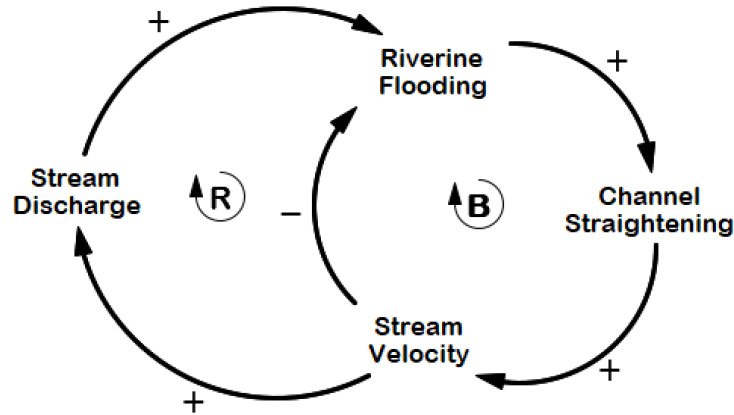 +
Riverine
Flooding
+
Stream
Discharge
R
–
B
Channel
Straightening
Stream
Velocity
+
+